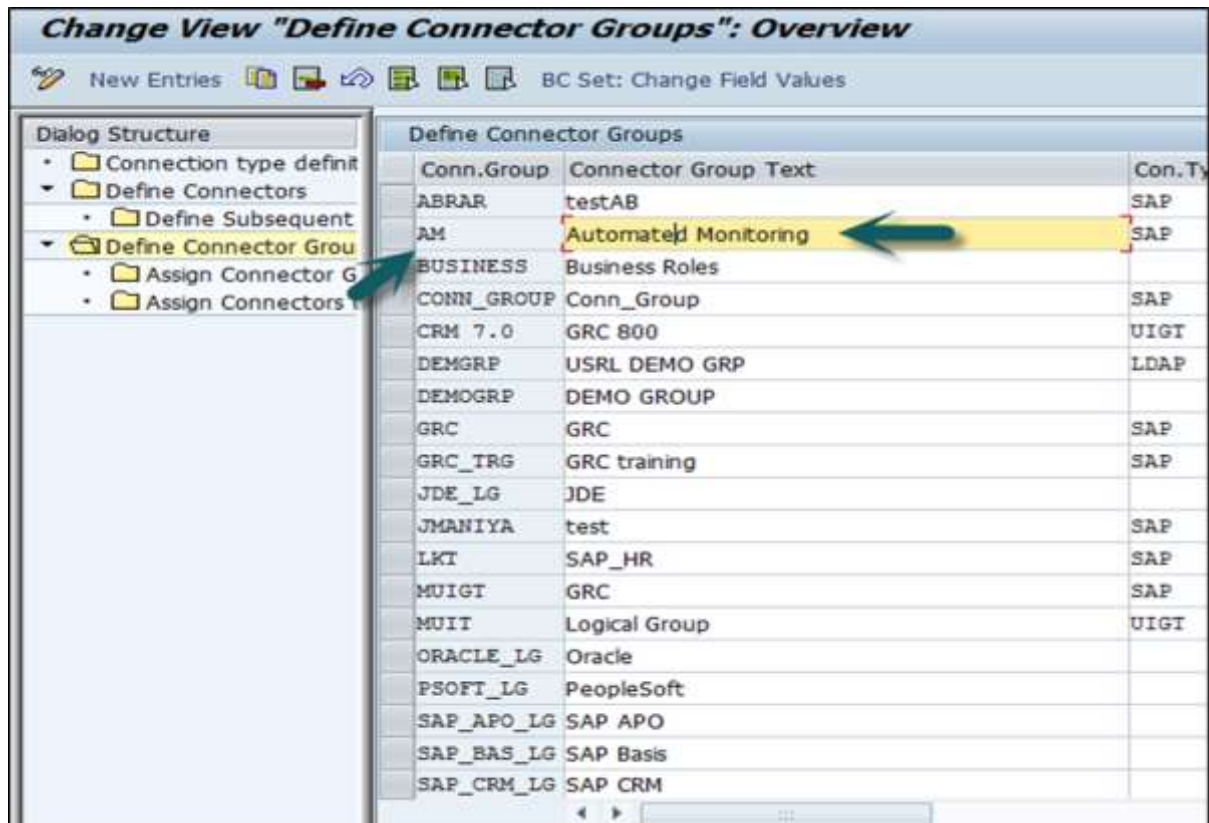 Change View "Define Connector Groups": Overview
New Entries BC Set: Change Field Values
Dialog Structure
Connection type definit
Define Connectors
Define Subsequent
Define Connector Grou
Assign Connector G
Assign Connectors
Define Connector Groups
Conn.Group Connector Group Text Con.Ty
ABRAR testAB SAP
AM Automated Monitoring SAP
BUSINESS Business Roles
CONN_GROUP Conn_Group SAP
CRM 7.0 GRC 800 UIGT
DEMGRP USRL DEMO GRP LDAP
DEMOGRP DEMO GROUP
GRC GRC SAP
GRC_TRG GRC training SAP
JDE_LG JDE
JMANIYA test SAP
LKT SAP_HR SAP
MUIGT GRC SAP
MUIT Logical Group UIGT
ORACLE_LG Oracle
PSOFT_LG PeopleSoft
SAP_APO_LG SAP APO
SAP_BAS_LG SAP Basis
SAP_CRM_LG SAP CRM